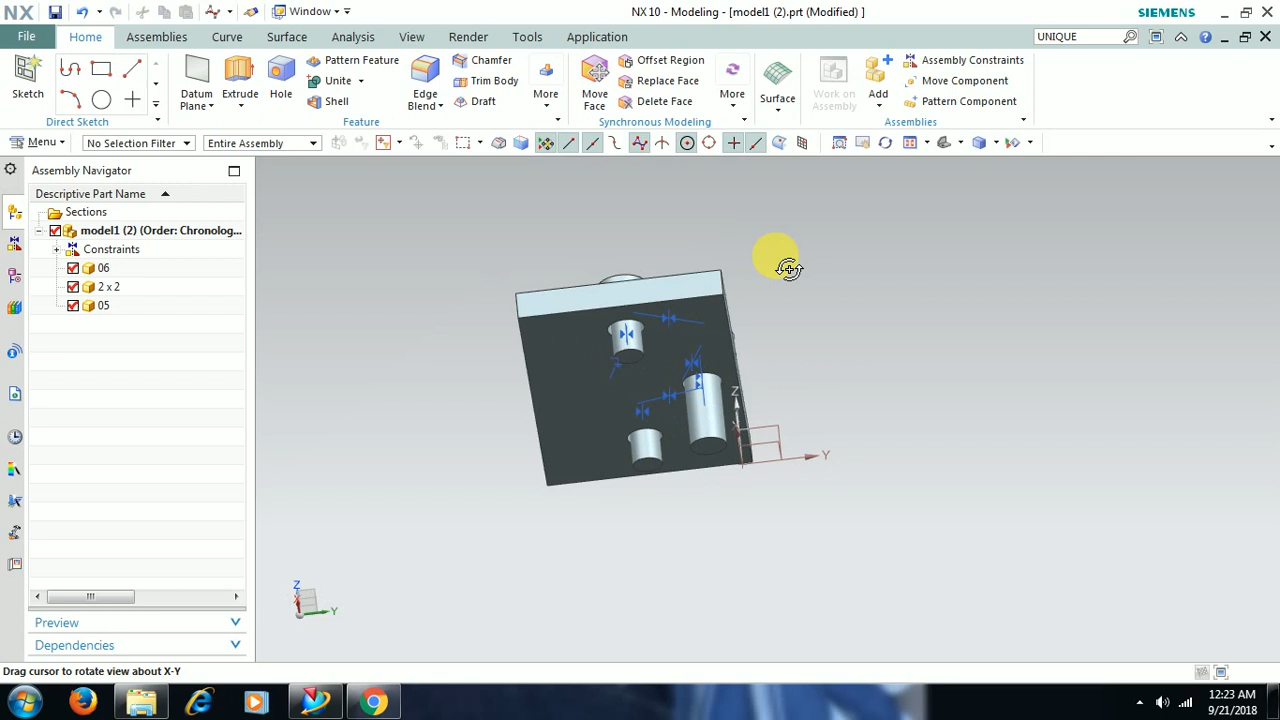 NX
Window
NX 10 - Modeling - [model1 (2).prt (Modified) ]
SIEMENS
File
Home
Assemblies
Curve
Surface
Analysis
View
Render
Tools
Application
UNIQUE
Sketch
Direct Sketch
Datum Plane
Extrude
Hole
Pattern Feature
Unite
Shell
Edge Blend
Chamfer
Trim Body
Draft
More
Feature
Move Face
Offset Region
Replace Face
Delete Face
More
Synchronous Modeling
Surface
Work on Assembly
Add
Assembly Constraints
Move Component
Pattern Component
Assemblies
Menu
No Selection Filter
Entire Assembly
Assembly Navigator
Descriptive Part Name
Sections
model1 (2) (Order: Chronolog...
Constraints
06
2 x 2
05
Z
Y
X
Z
Y
Preview
Dependencies
Drag cursor to rotate view about X-Y
12:23 AM
9/21/2018